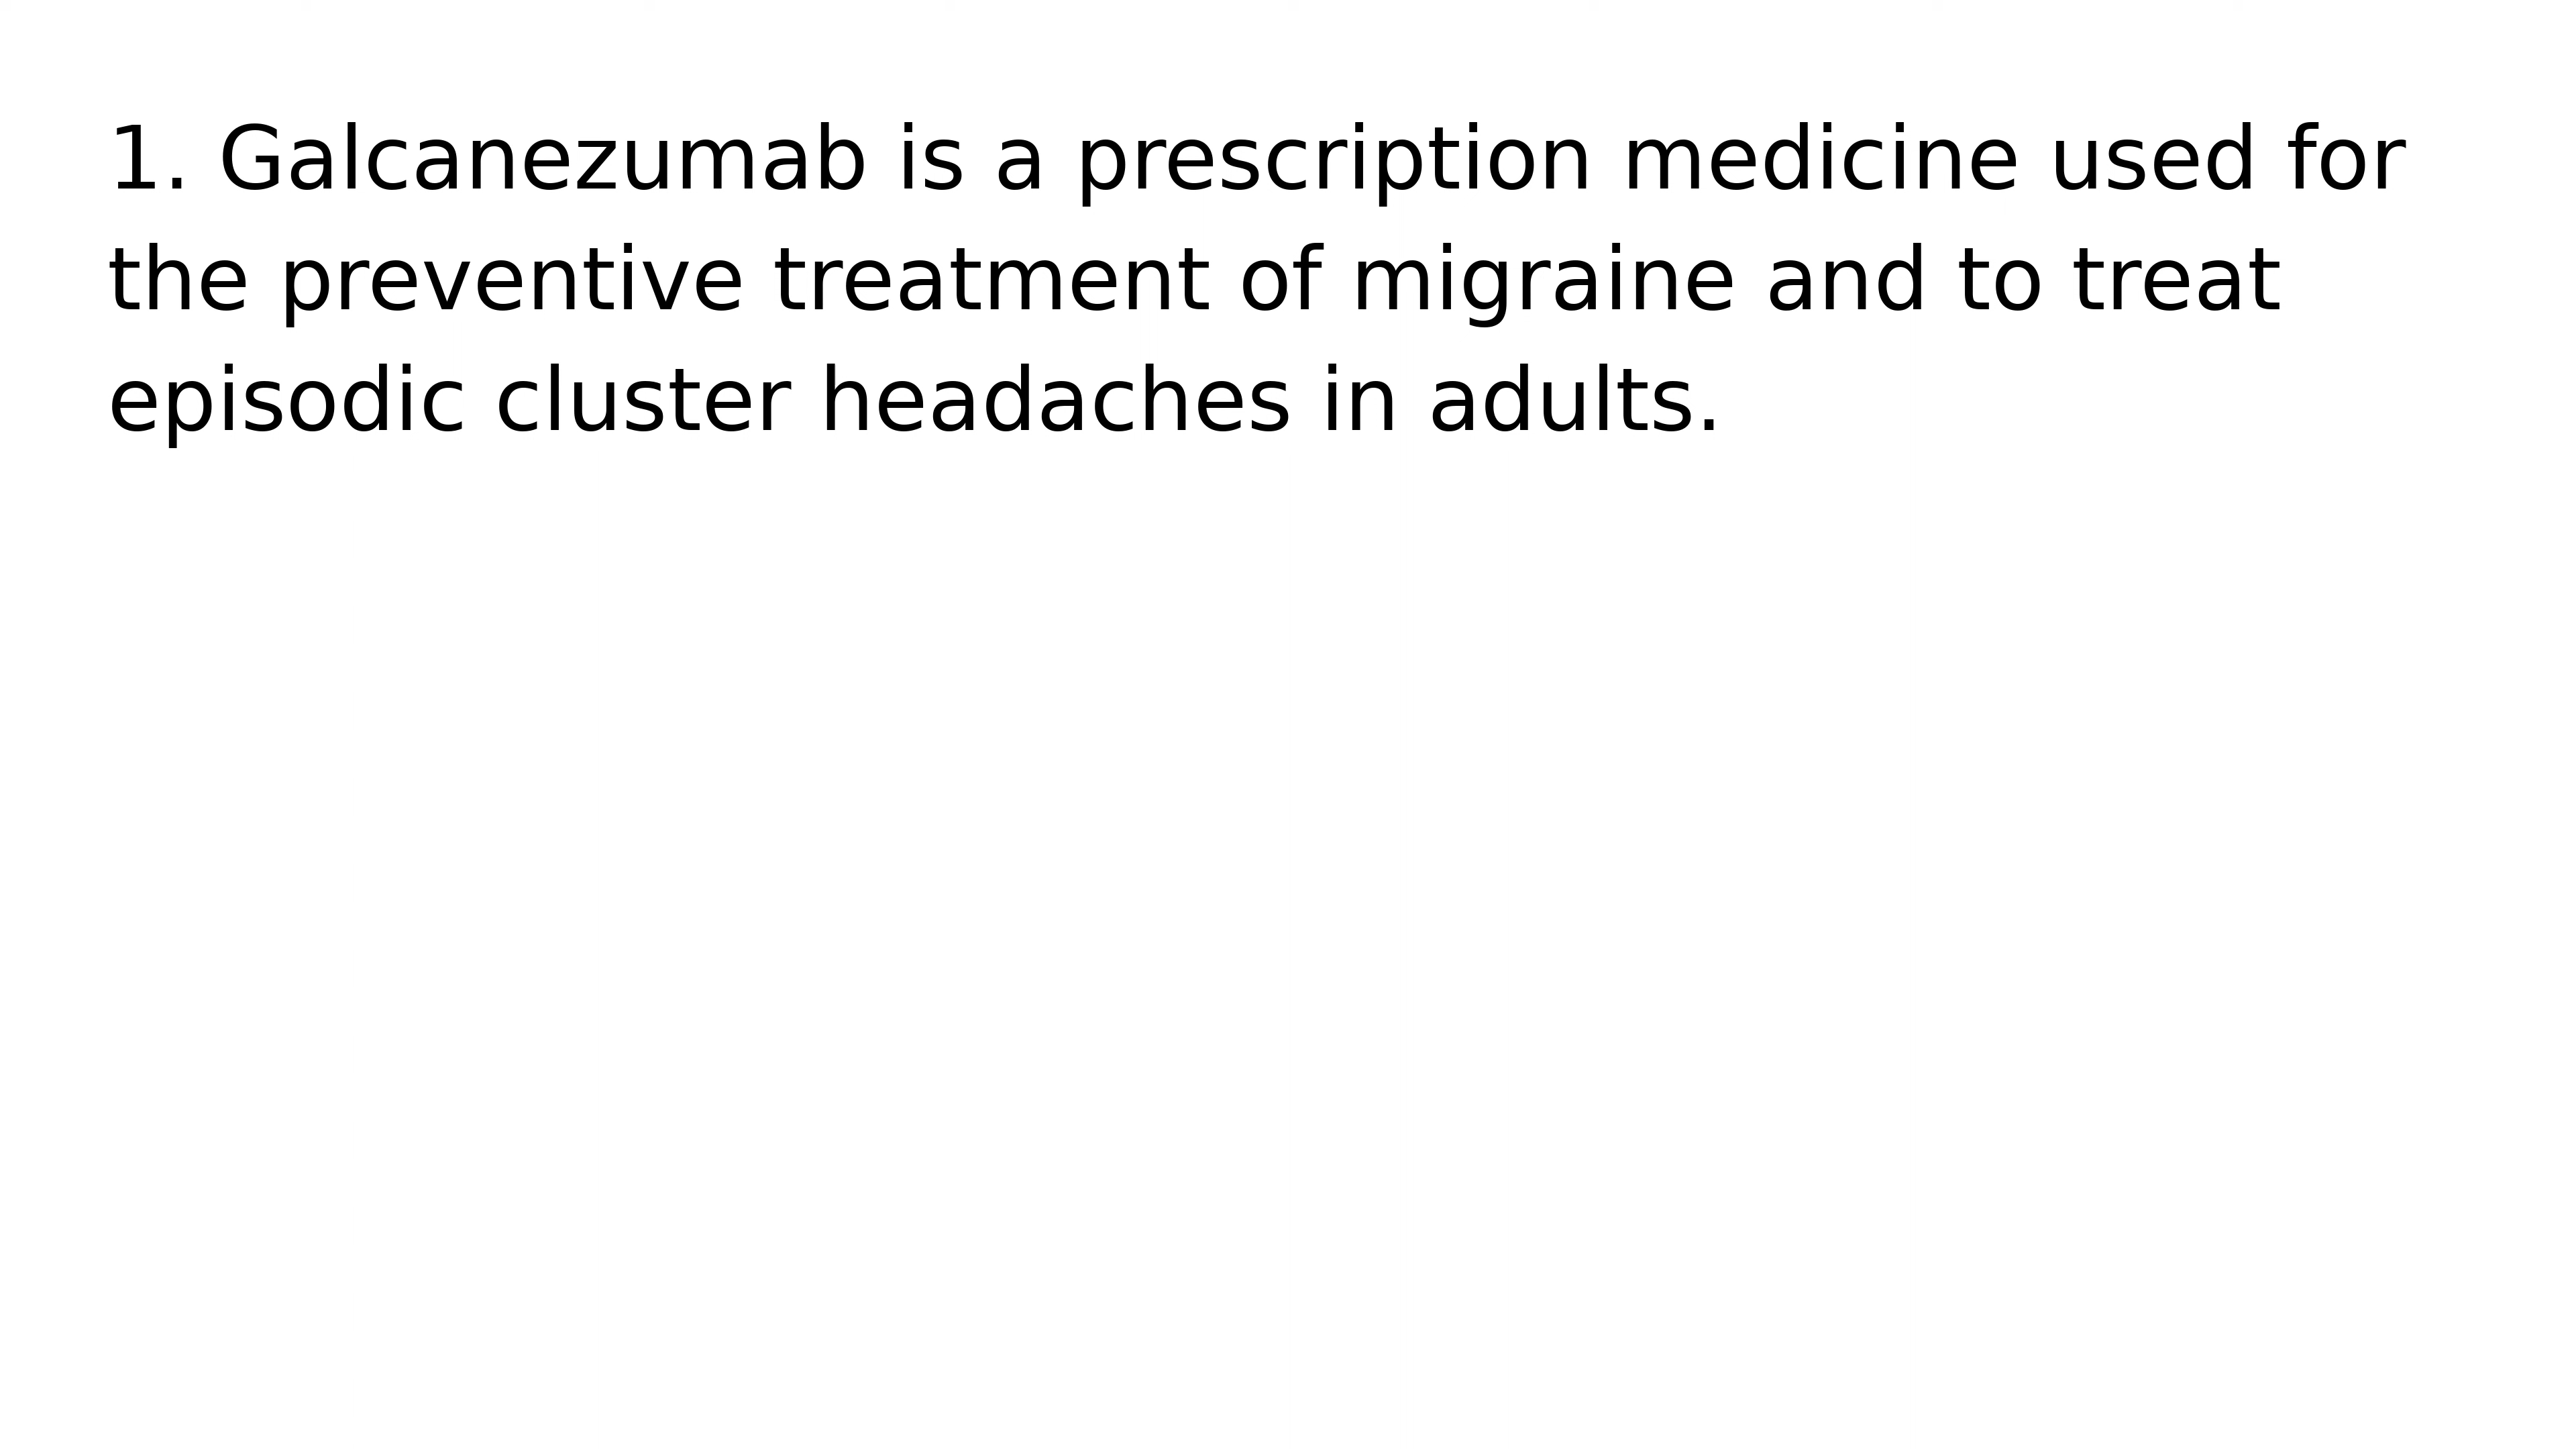 1. Galcanezumab is a prescription medicine used for
the preventive treatment of migraine and to treat
episodic cluster headaches in adults.